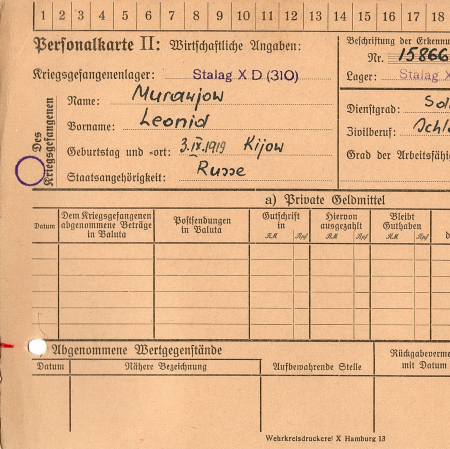 1 2 3 4 5 6 7 8 9 10 11 12 13 14 15 16 17 18
Personalkarte II: Wirtschaftliche Angaben:
Beschriftung der Erkennu
Nr. 15866
Kriegsgefangenenlager: Stalag X D (310)
Lager: Stalag X
Des Kriegsgefangenen
Name: Murawjow
Vorname: Leonid
Geburtstag und -ort: 3.IV.1919 Kijow
Staatsangehörigkeit: Russe
Dienstgrad: Sol
Zivilberuf: Schl
Grad der Arbeitsfähig
a) Private Geldmittel
Datum
Dem Kriegsgefangenen
abgenommene Beträge
in Valuta
Postsendungen
in Valuta
Gutschrift
in
RM Rpf
Hiervon
ausgezahlt
RM Rpf
Bleibt
Guthaben
RM Rpf
d
Abgenommene Wertgegenstände
Datum
Nähere Bezeichnung
Aufbewahrende Stelle
Rückgabeverme
mit Datum
Wehrkreisdruckerei X Hamburg 13